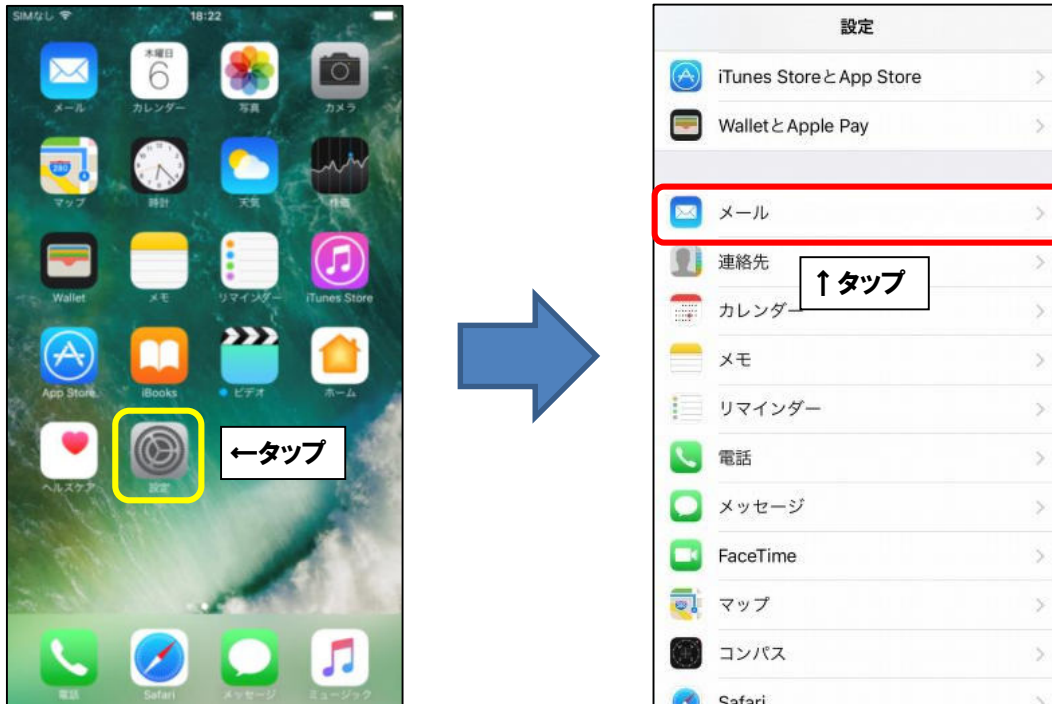 SIMなし 18:22
木曜日
6
メール カレンダー 写真 カメラ
280
マップ 時計 天気 株価
Wallet メモ リマインダー iTunes Store
App Store iBooks ビデオ ホーム
←タップ
ヘルスケア 設定
電話 Safari メッセージ ミュージック
設定
iTunes StoreとApp Store
WalletとApple Pay
メール
連絡先
↑タップ
カレンダー
メモ
リマインダー
電話
メッセージ
FaceTime
マップ
コンパス
Safari